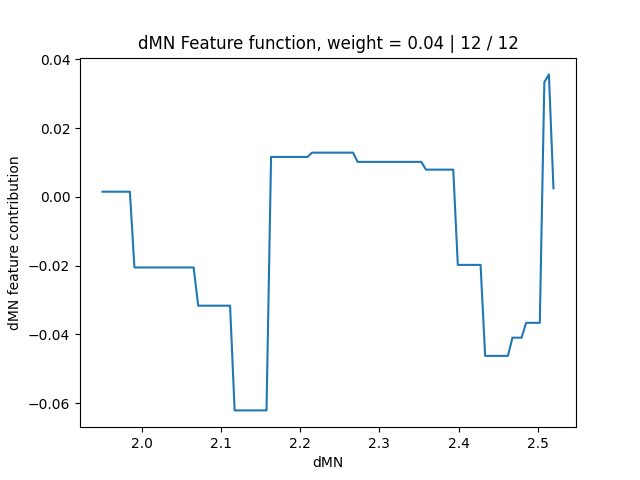 dMN Feature function, weight = 0.04 | 12 / 12
0.04
0.02
0.00
−0.02
−0.04
−0.06
dMN feature contribution
2.0 2.1 2.2 2.3 2.4 2.5
dMN